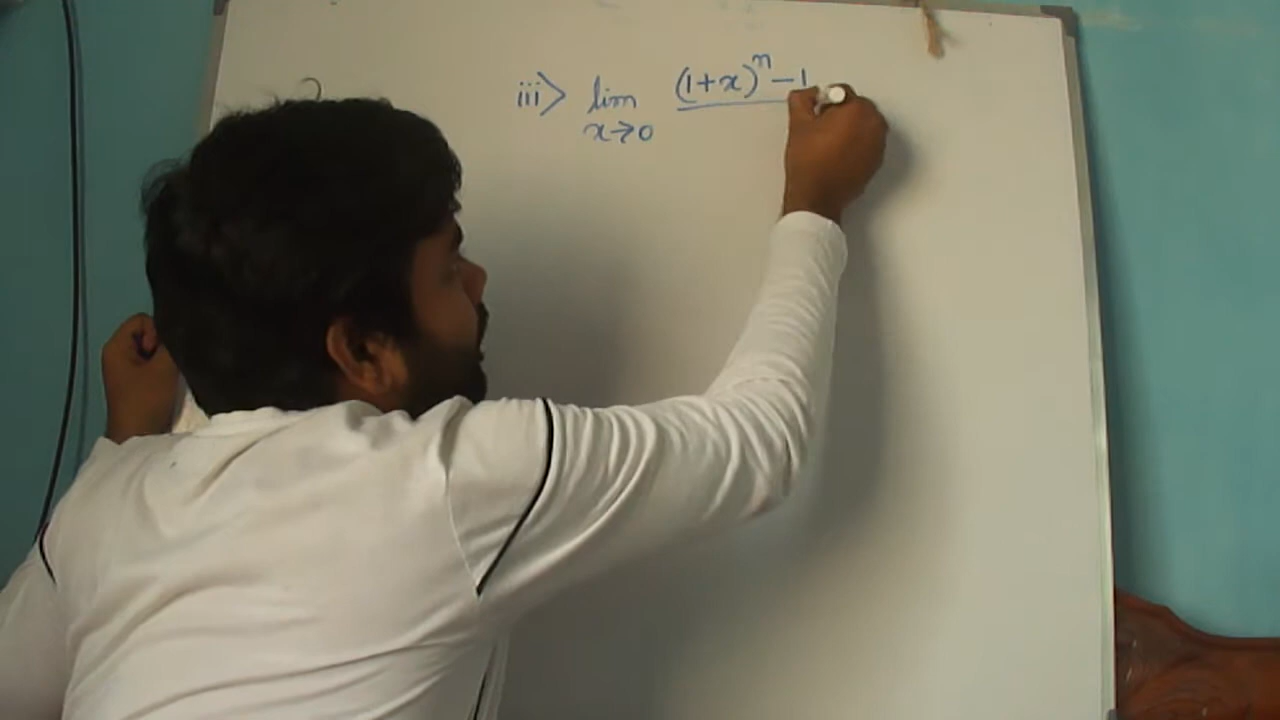 iii> lim (1+x)^n - 1
x→0